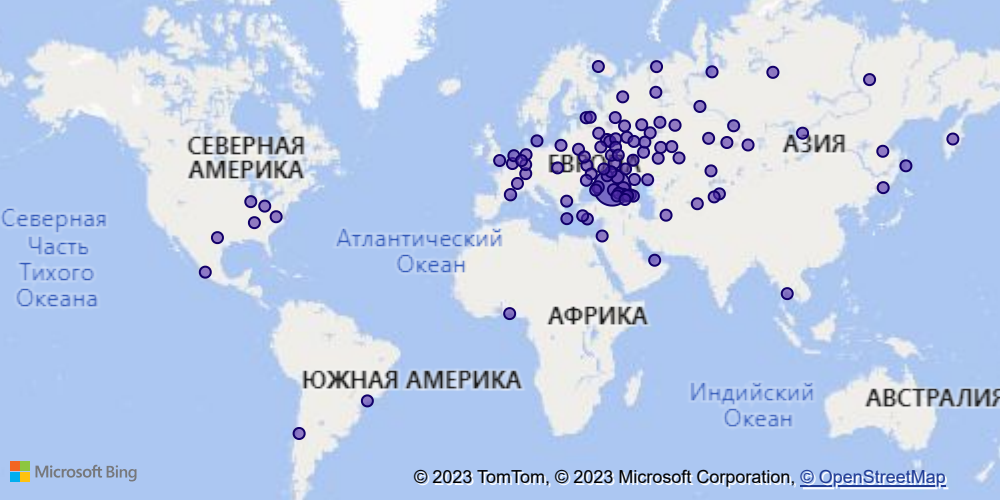 СЕВЕРНАЯ
АМЕРИКА
АЗИЯ
ЕВРОПА
Северная
Часть
Тихого
Океана
Атлантический
Океан
АФРИКА
ЮЖНАЯ АМЕРИКА
Индийский
Океан
АВСТРАЛИЯ
Microsoft Bing
© 2023 TomTom, © 2023 Microsoft Corporation, © OpenStreetMap